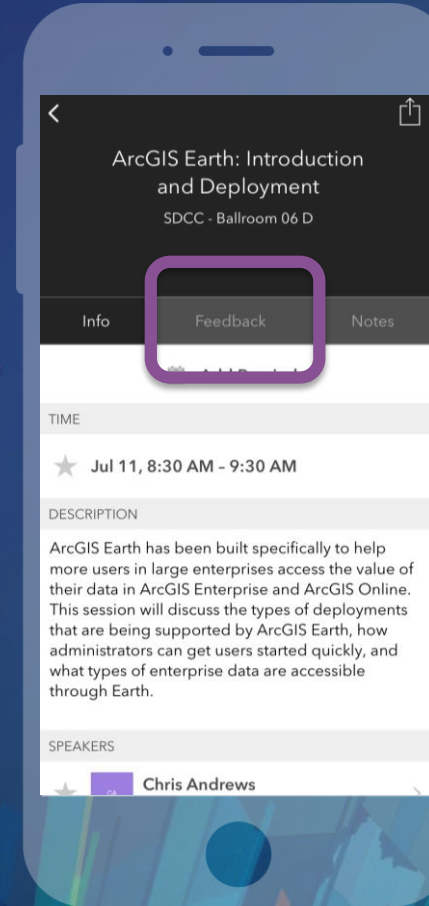 ArcGIS Earth: Introduction
and Deployment
SDCC - Ballroom 06 D
Info Feedback Notes
TIME
Jul 11, 8:30 AM – 9:30 AM
DESCRIPTION
ArcGIS Earth has been built specifically to help
more users in large enterprises access the value of
their data in ArcGIS Enterprise and ArcGIS Online.
This session will discuss the types of deployments
that are being supported by ArcGIS Earth, how
administrators can get users started quickly, and
what types of enterprise data are accessible
through Earth.
SPEAKERS
CA Chris Andrews